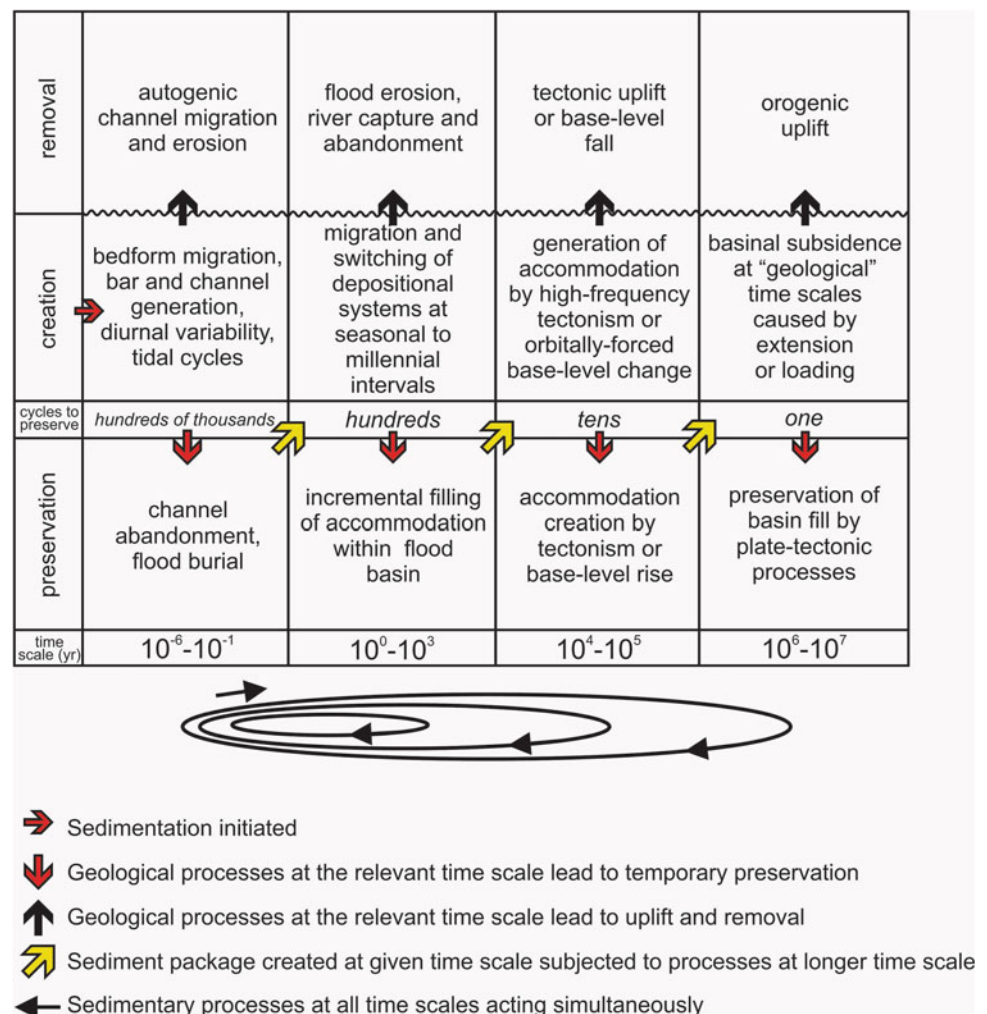 removal
autogenic
channel migration
and erosion
flood erosion,
river capture and
abandonment
tectonic uplift
or base-level
fall
orogenic
uplift
creation
bedform migration,
bar and channel
generation,
diurnal variability,
tidal cycles
migration and
switching of
depositional
systems at
seasonal to
millennial
intervals
generation of
accommodation
by high-frequency
tectonism or
orbitally-forced
base-level change
basinal subsidence
at “geological”
time scales
caused by
extension
or loading
cycles to
preserve
hundreds of thousands
hundreds
tens
one
preservation
channel
abandonment,
flood burial
incremental filling
of accommodation
within flood
basin
accommodation
creation by
tectonism or
base-level rise
preservation of
basin fill by
plate-tectonic
processes
time
scale (yr)
10⁻⁶-10⁻¹
10⁰-10³
10⁴-10⁵
10⁶-10⁷
Sedimentation initiated
Geological processes at the relevant time scale lead to temporary preservation
Geological processes at the relevant time scale lead to uplift and removal
Sediment package created at given time scale subjected to processes at longer time scale
Sedimentary processes at all time scales acting simultaneously